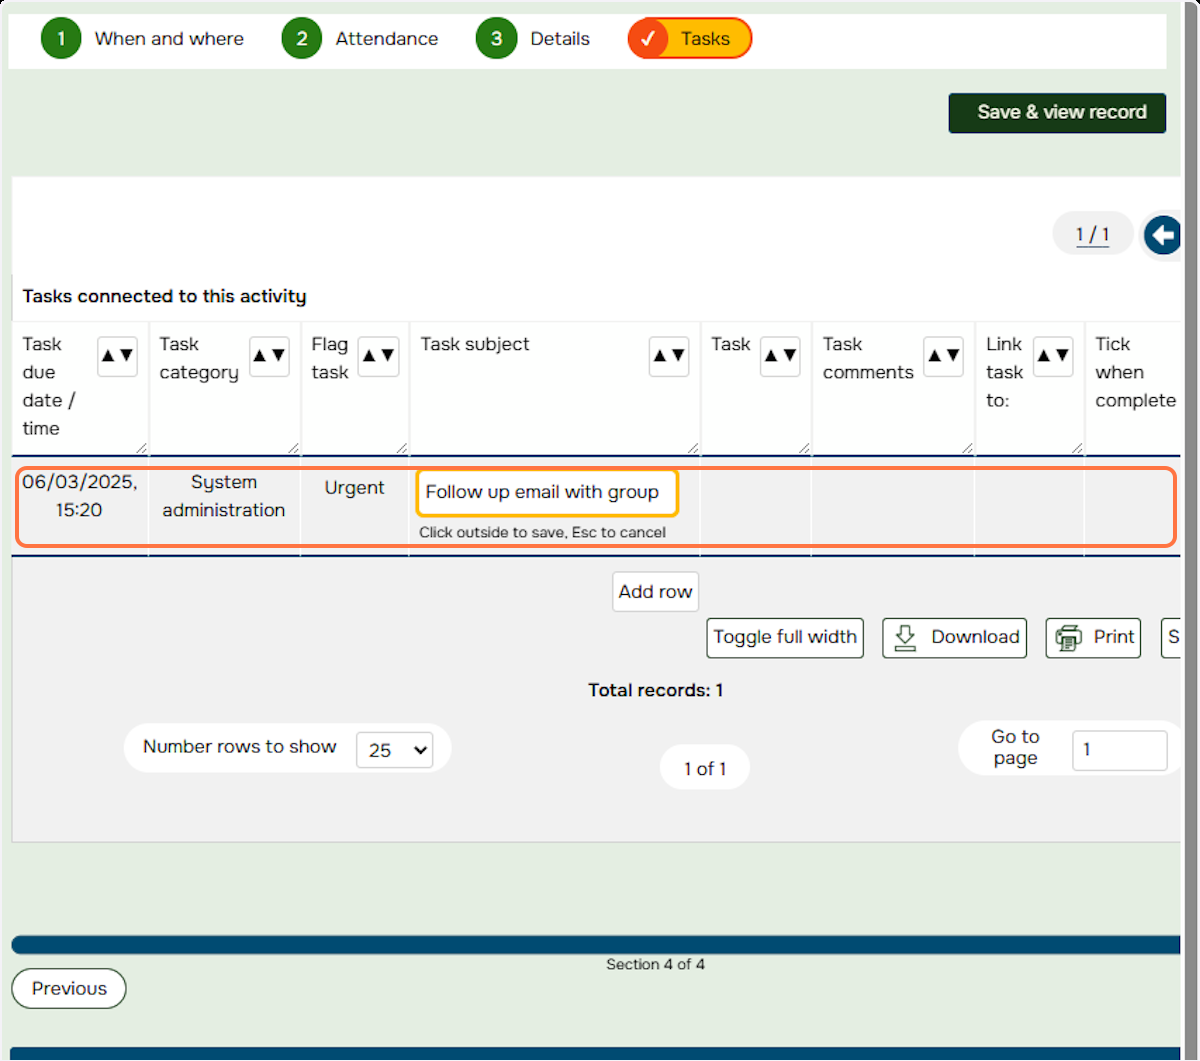 1 When and where 2 Attendance 3 Details ✓ Tasks
Save & view record
1 / 1
Tasks connected to this activity
Task due date / time ▲▼
Task category ▲▼
Flag task ▲▼
Task subject ▲▼
Task ▲▼
Task comments ▲▼
Link task to: ▲▼
Tick when complete
06/03/2025, 15:20
System administration
Urgent
Follow up email with group
Click outside to save, Esc to cancel
Add row
Toggle full width Download Print S
Total records: 1
Number rows to show 25
1 of 1
Go to page 1
Section 4 of 4
Previous